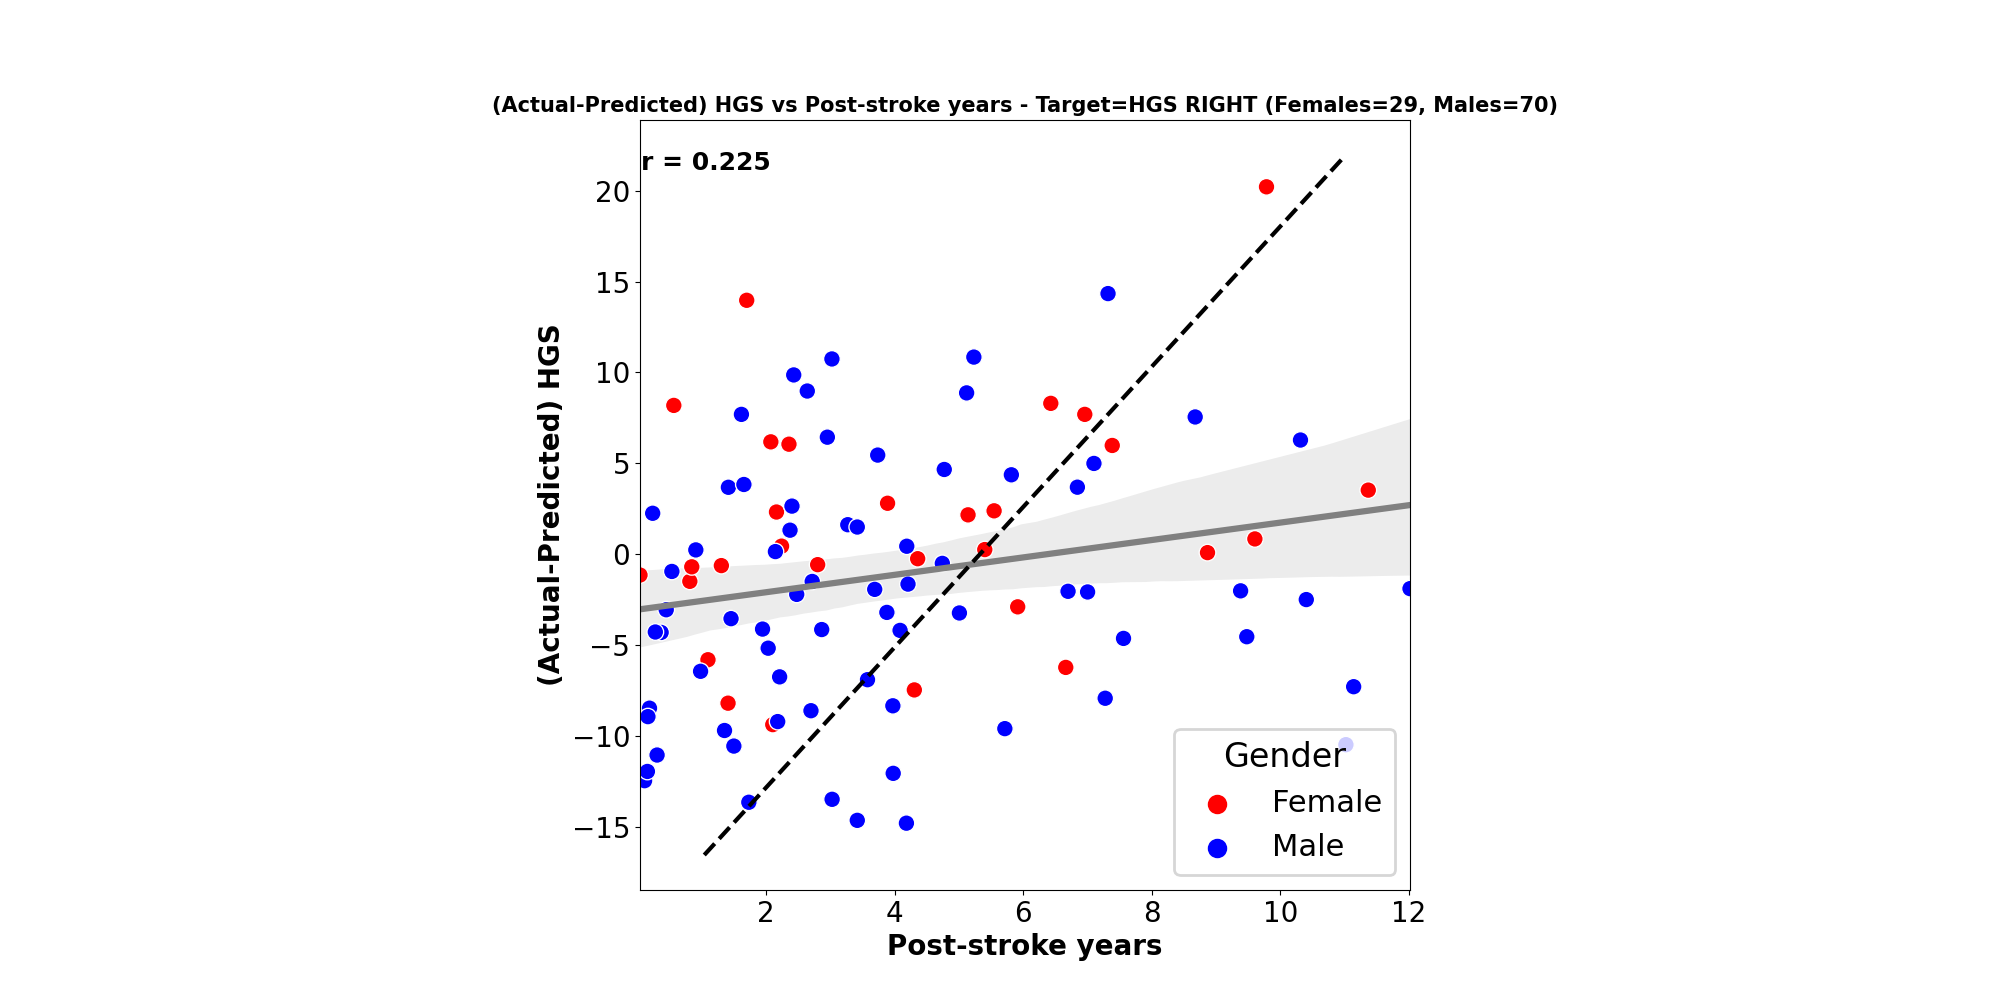 (Actual-Predicted) HGS vs Post-stroke years - Target=HGS RIGHT (Females=29, Males=70)
r = 0.225
(Actual-Predicted) HGS
20
15
10
5
0
−5
−10
−15
Gender
Female
Male
2 4 6 8 10 12
Post-stroke years